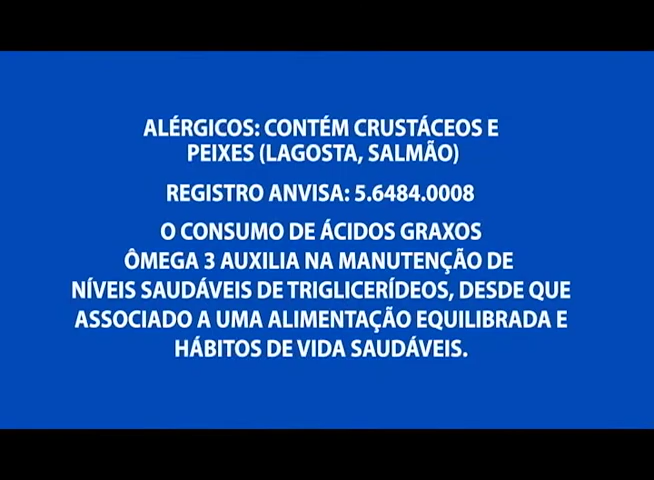 ALÉRGICOS: CONTÉM CRUSTÁCEOS E
PEIXES (LAGOSTA, SALMÃO)
REGISTRO ANVISA: 5.6484.0008
O CONSUMO DE ÁCIDOS GRAXOS
ÔMEGA 3 AUXILIA NA MANUTENÇÃO DE
NÍVEIS SAUDÁVEIS DE TRIGLICERÍDEOS, DESDE QUE
ASSOCIADO A UMA ALIMENTAÇÃO EQUILIBRADA E
HÁBITOS DE VIDA SAUDÁVEIS.